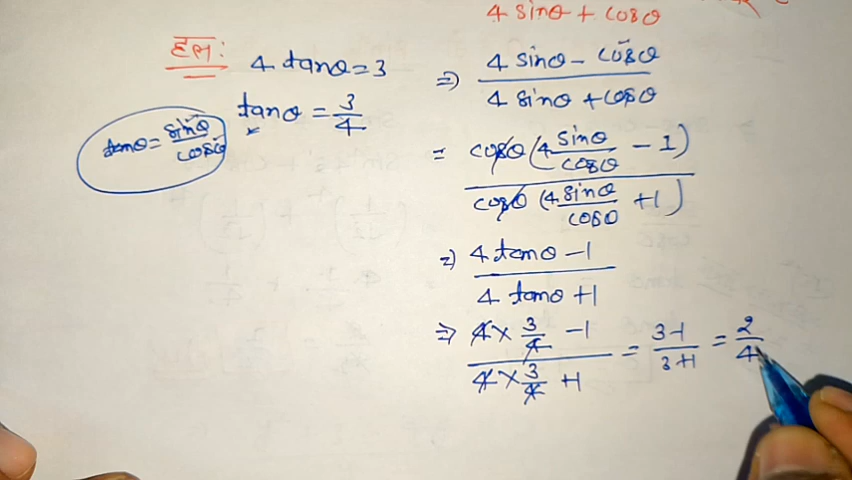 4 sinθ + cosθ
हल:
4 tanθ = 3
tanθ = 3/4
tanθ = sinθ/cosθ
⇒ (4 sinθ - cosθ)/(4 sinθ + cosθ)
= cosθ(4 sinθ/cosθ - 1)/cosθ(4 sinθ/cosθ + 1)
⇒ (4 tanθ - 1)/(4 tanθ + 1)
⇒ (4 × 3/4 - 1)/(4 × 3/4 + 1) = (3-1)/(3+1) = 2/4